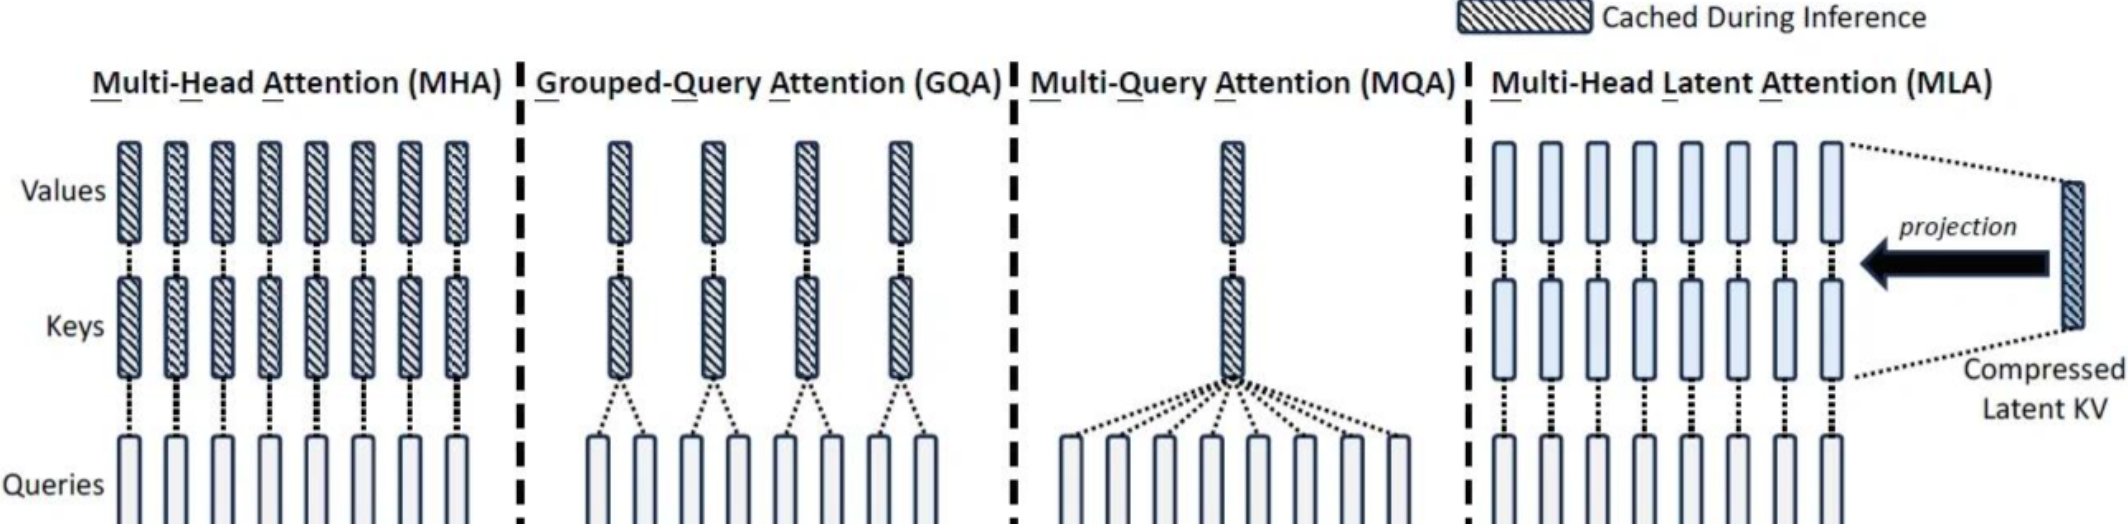 Cached During Inference
Multi-Head Attention (MHA)
Grouped-Query Attention (GQA)
Multi-Query Attention (MQA)
Multi-Head Latent Attention (MLA)
Values
projection
Keys
Compressed
Latent KV
Queries